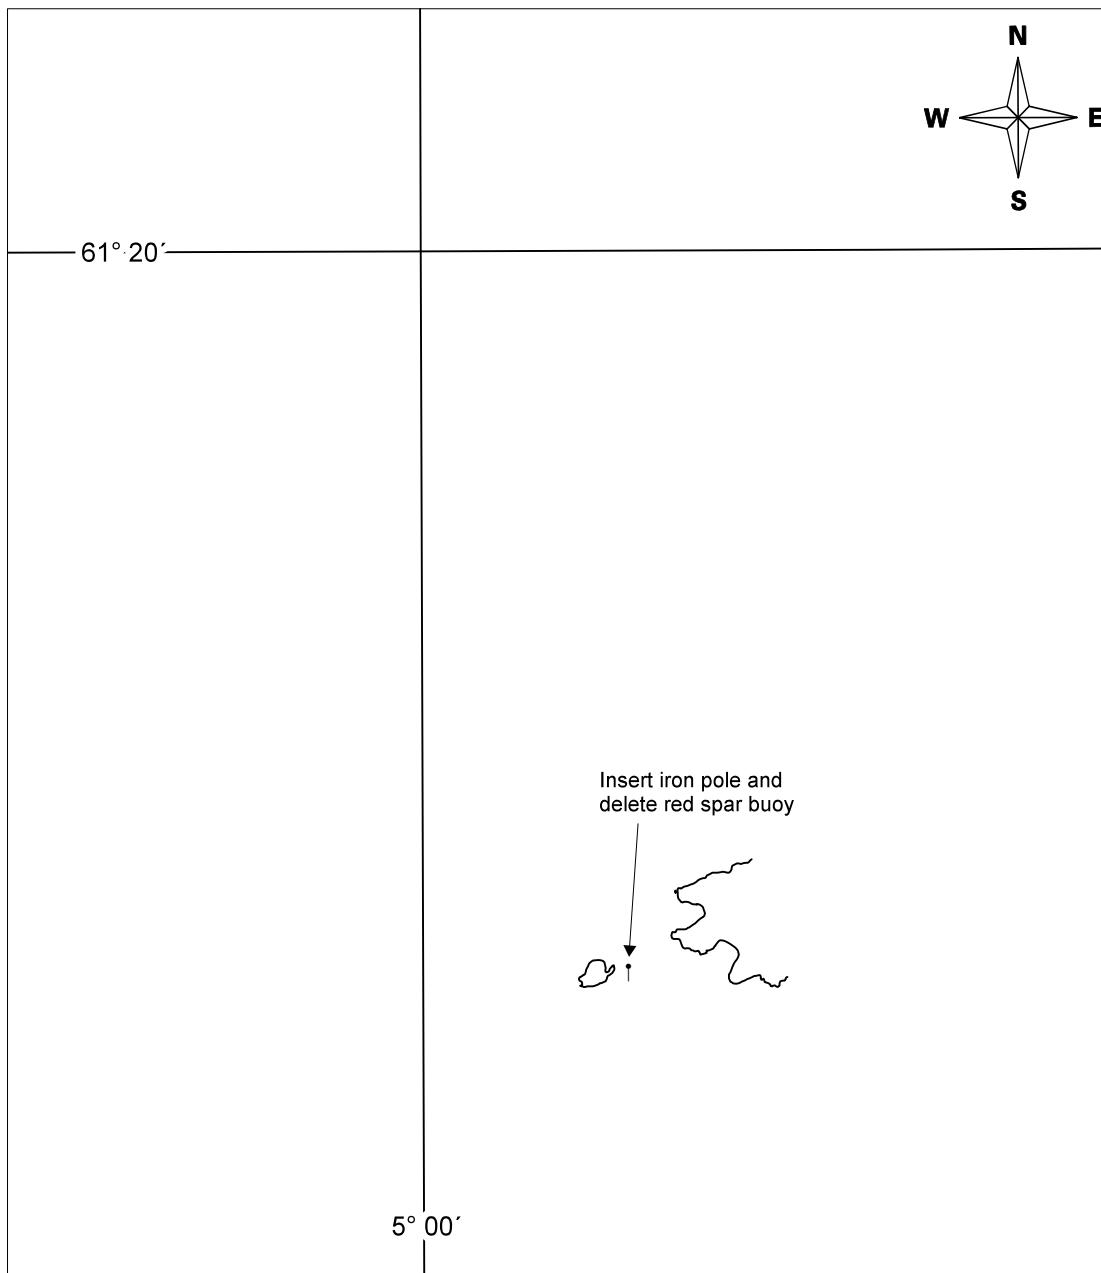 N
W E
S
61° 20´
Insert iron pole and
delete red spar buoy
5° 00´